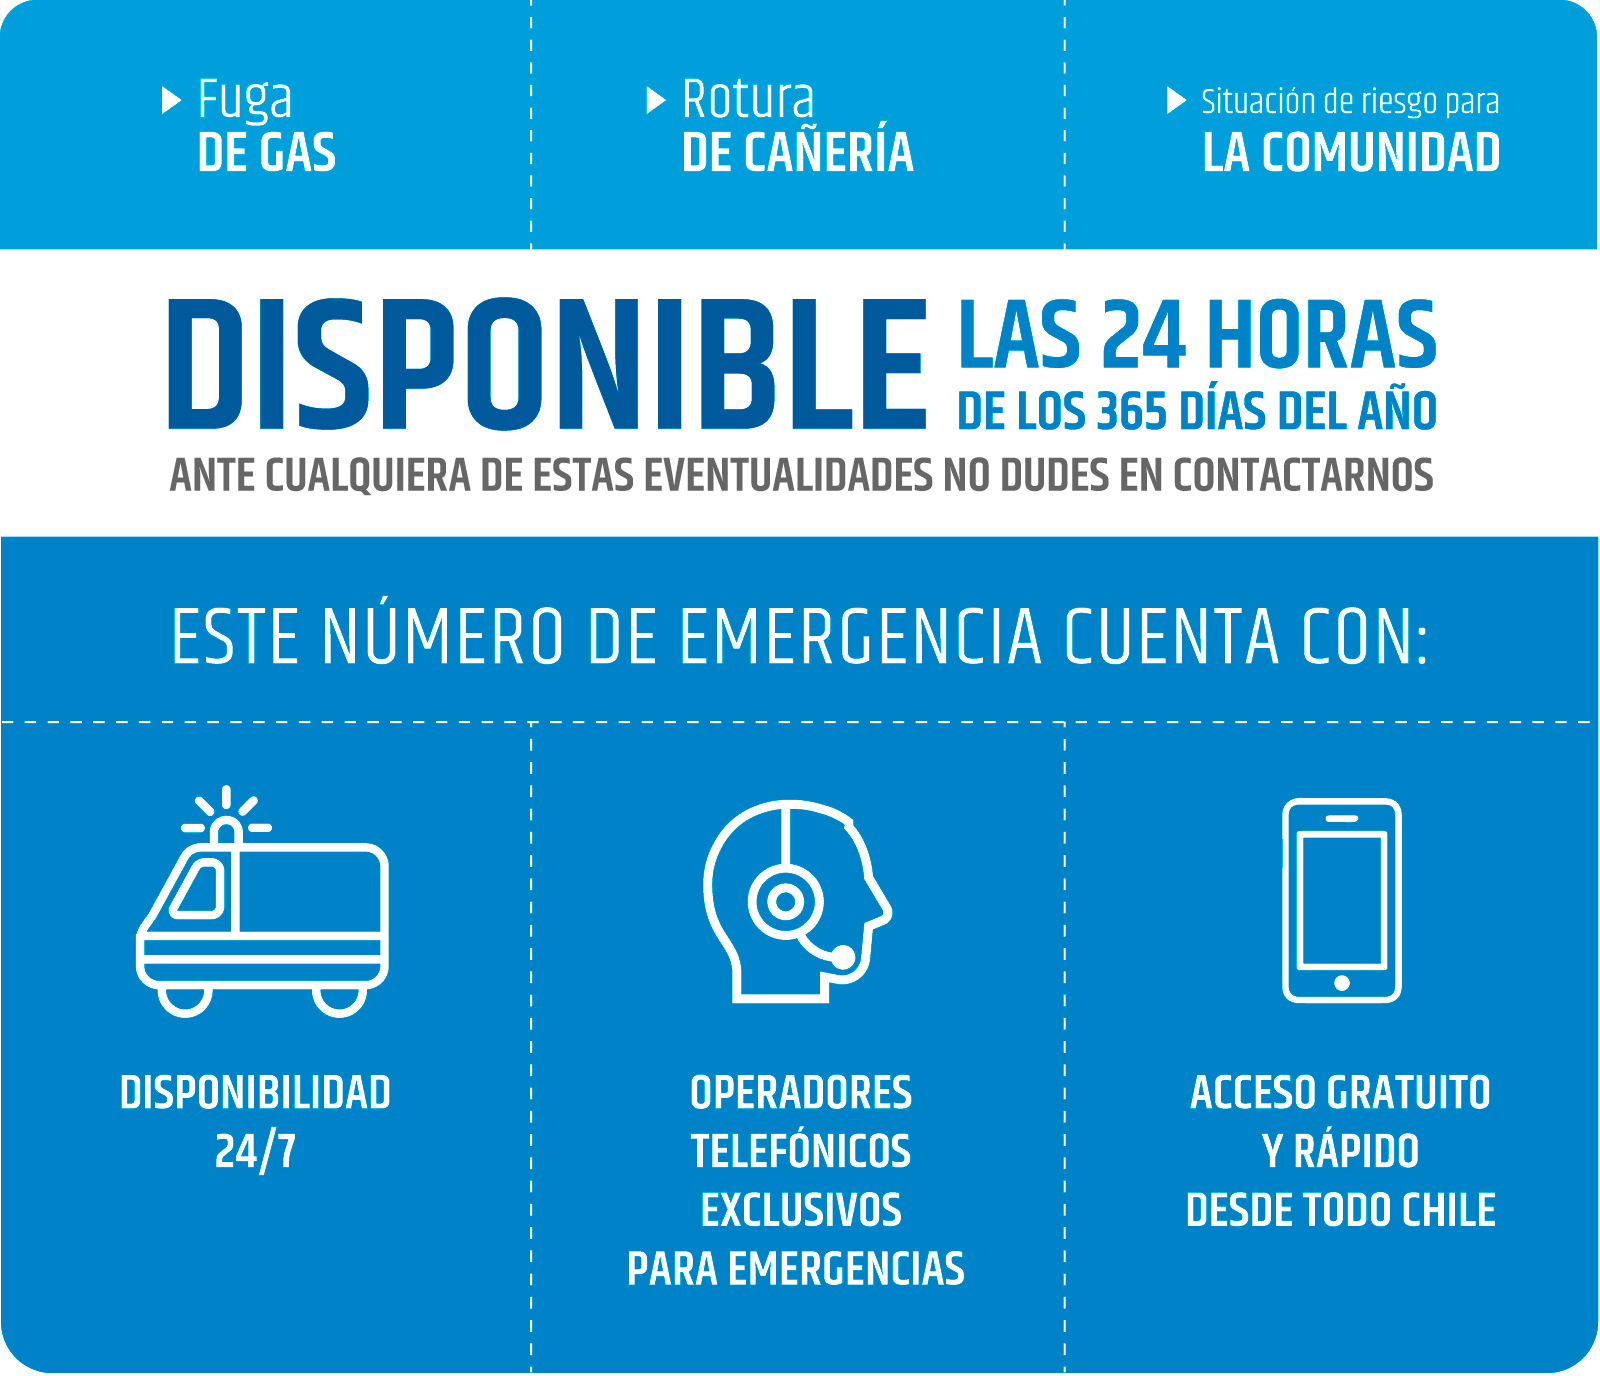 Fuga
DE GAS
Rotura
DE CAÑERÍA
Situación de riesgo para
LA COMUNIDAD
DISPONIBLE
LAS 24 HORAS
DE LOS 365 DÍAS DEL AÑO
ANTE CUALQUIERA DE ESTAS EVENTUALIDADES NO DUDES EN CONTACTARNOS
ESTE NÚMERO DE EMERGENCIA CUENTA CON:
DISPONIBILIDAD
24/7
OPERADORES
TELEFÓNICOS
EXCLUSIVOS
PARA EMERGENCIAS
ACCESO GRATUITO
Y RÁPIDO
DESDE TODO CHILE